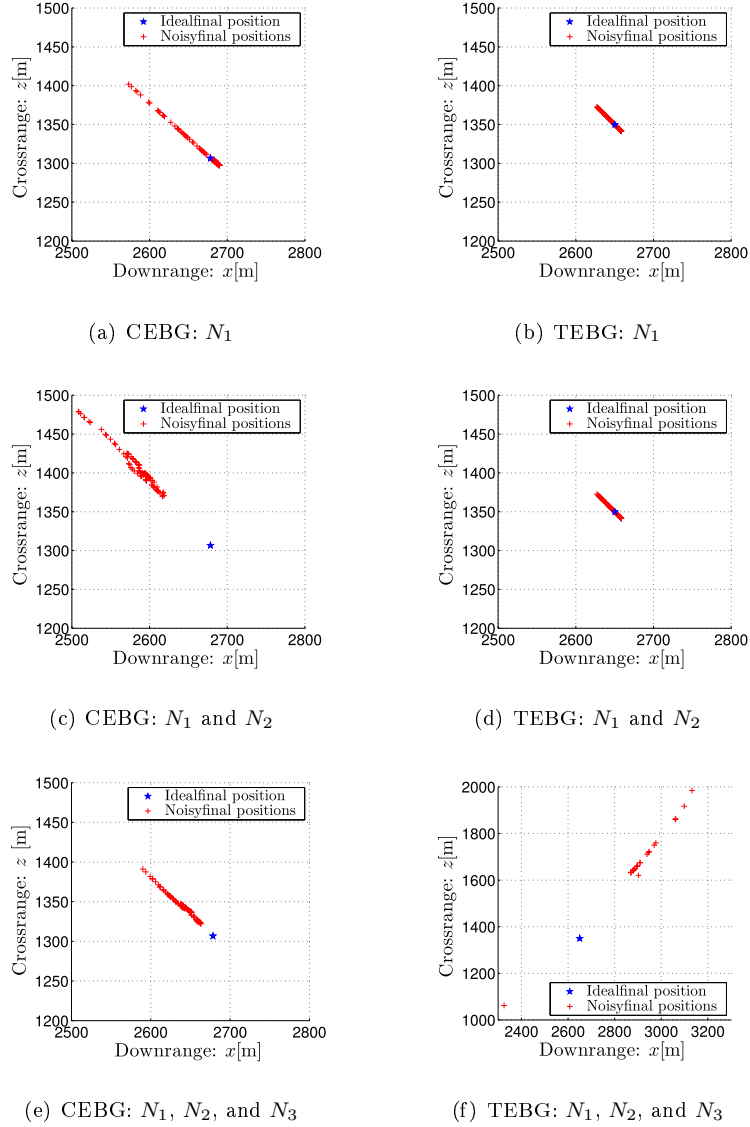 1500
1450
1400
1350
1300
1250
1200
2500 2600 2700 2800
Crossrange: z[m]
Downrange: x[m]
Idealfinal position
Noisyfinal positions
(a) CEBG: N₁
1500
1450
1400
1350
1300
1250
1200
2500 2600 2700 2800
Crossrange: z[m]
Downrange: x[m]
Idealfinal position
Noisyfinal positions
(b) TEBG: N₁
1500
1450
1400
1350
1300
1250
1200
2500 2600 2700 2800
Crossrange: z[m]
Downrange: x[m]
Idealfinal position
Noisyfinal positions
(c) CEBG: N₁ and N₂
1500
1450
1400
1350
1300
1250
1200
2500 2600 2700 2800
Crossrange: z[m]
Downrange: x[m]
Idealfinal position
Noisyfinal positions
(d) TEBG: N₁ and N₂
1500
1450
1400
1350
1300
1250
1200
2500 2600 2700 2800
Crossrange: z [m]
Downrange: x[m]
Idealfinal position
Noisyfinal positions
(e) CEBG: N₁, N₂, and N₃
2000
1800
1600
1400
1200
1000
2400 2600 2800 3000 3200
Crossrange: z[m]
Downrange: x[m]
Idealfinal position
Noisyfinal positions
(f) TEBG: N₁, N₂, and N₃